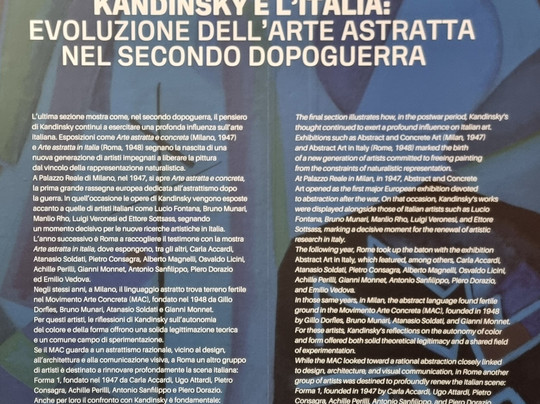 KANDINSKY E L'ITALIA:
EVOLUZIONE DELL'ARTE ASTRATTA
NEL SECONDO DOPOGUERRA
L'ultima sezione mostra come, nel secondo dopoguerra, il pensiero
di Kandinsky continui a esercitare una profonda influenza sull'arte
italiana. Esposizioni come Arte astratta e concreta (Milano, 1947)
e Arte astratta in Italia (Roma, 1948) segnano la nascita di una
nuova generazione di artisti impegnati a liberare la pittura
dal vincolo della rappresentazione naturalistica.
A Palazzo Reale di Milano, nel 1947, si apre Arte astratta e concreta,
la prima grande rassegna europea dedicata all'astrattismo dopo
la guerra. In quell'occasione le opere di Kandinsky vengono esposte
accanto a quelle di artisti italiani come Lucio Fontana, Bruno Munari,
Manlio Rho, Luigi Veronesi ed Ettore Sottsass, segnando
un momento decisivo per le nuove ricerche artistiche in Italia.
L'anno successivo è Roma a raccogliere il testimone con la mostra
Arte astratta in Italia, dove espongono, tra gli altri, Carla Accardi,
Atanasio Soldati, Pietro Consagra, Alberto Magnelli, Osvaldo Licini,
Achille Perilli, Gianni Monnet, Antonio Sanfilippo, Piero Dorazio
ed Emilio Vedova.
Negli stessi anni, a Milano, il linguaggio astratto trova terreno fertile
nel Movimento Arte Concreta (MAC), fondato nel 1948 da Gillo
Dorfles, Bruno Munari, Atanasio Soldati e Gianni Monnet.
Per questi artisti, le riflessioni di Kandinsky sull'autonomia
del colore e della forma offrono una solida legittimazione teorica
e un comune campo di sperimentazione.
Se il MAC guarda a un astrattismo razionale, vicino al design,
all'architettura e alla comunicazione visiva, a Roma un altro gruppo
di artisti è destinato a rinnovare profondamente la scena italiana:
Forma 1, fondato nel 1947 da Carla Accardi, Ugo Attardi, Pietro
Consagra, Achille Perilli, Antonio Sanfilippo e Piero Dorazio.
Anche per loro il confronto con Kandinsky è fondamentale:
The final section illustrates how, in the postwar period, Kandinsky's
thought continued to exert a profound influence on Italian art.
Exhibitions such as Abstract and Concrete Art (Milan, 1947)
and Abstract Art in Italy (Rome, 1948) marked the birth
of a new generation of artists committed to freeing painting
from the constraints of naturalistic representation.
At Palazzo Reale in Milan, in 1947, Abstract and Concrete
Art opened as the first major European exhibition devoted
to abstraction after the war. On that occasion, Kandinsky's works
were displayed alongside those of Italian artists such as Lucio
Fontana, Bruno Munari, Manlio Rho, Luigi Veronesi, and Ettore
Sottsass, marking a decisive moment for the renewal of artistic
research in Italy.
The following year, Rome took up the baton with the exhibition
Abstract Art in Italy, which featured, among others, Carla Accardi,
Atanasio Soldati, Pietro Consagra, Alberto Magnelli, Osvaldo Licini,
Achille Perilli, Gianni Monnet, Antonio Sanfilippo, Piero Dorazio,
and Emilio Vedova.
In those same years, in Milan, the abstract language found fertile
ground in the Movimento Arte Concreta (MAC), founded in 1948
by Gillo Dorfles, Bruno Munari, Atanasio Soldati, and Gianni Monnet.
For these artists, Kandinsky's reflections on the autonomy of color
and form offered both solid theoretical legitimacy and a shared field
of experimentation.
While the MAC looked toward a rational abstraction closely linked
to design, architecture, and visual communication, in Rome another
group of artists was destined to profoundly renew the Italian scene:
Forma 1, founded in 1947 by Carla Accardi, Ugo Attardi, Pietro
Consagra, Achille Perilli, Antonio Sanfilippo, and Piero Dorazio.